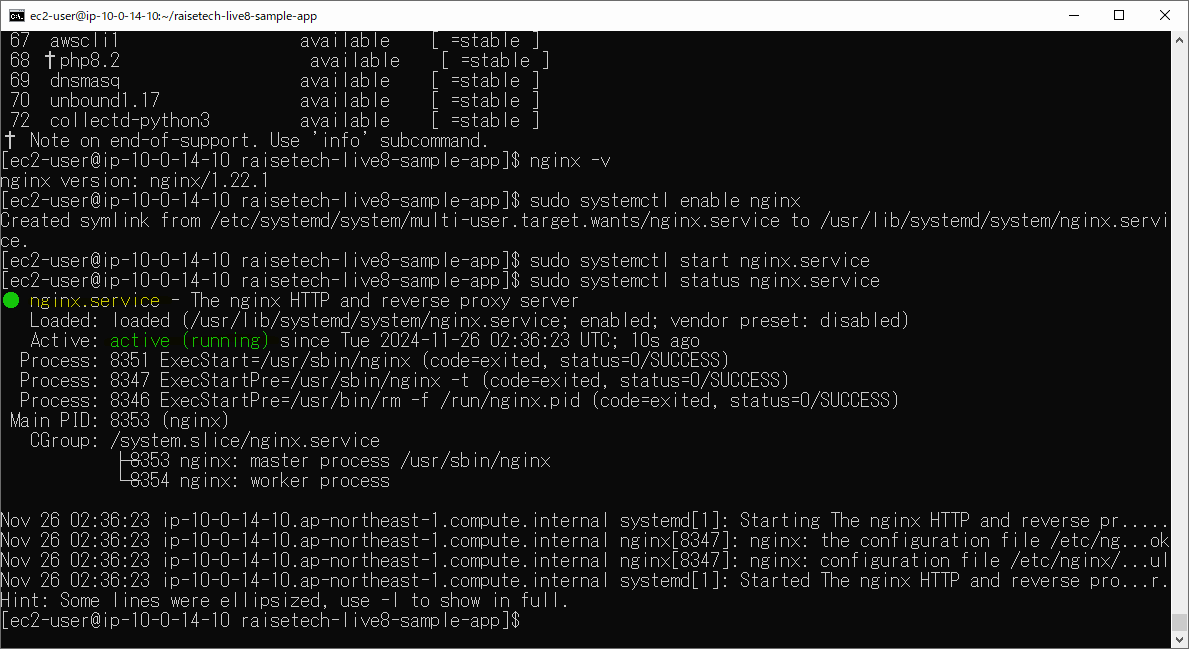 ec2-user@ip-10-0-14-10:~/raisetech-live8-sample-app
67 awscli1 available [ =stable ]
68 †php8.2 available [ =stable ]
69 dnsmasq available [ =stable ]
70 unbound1.17 available [ =stable ]
72 collectd-python3 available [ =stable ]
† Note on end-of-support. Use 'info' subcommand.
[ec2-user@ip-10-0-14-10 raisetech-live8-sample-app]$ nginx -v
nginx version: nginx/1.22.1
[ec2-user@ip-10-0-14-10 raisetech-live8-sample-app]$ sudo systemctl enable nginx
Created symlink from /etc/systemd/system/multi-user.target.wants/nginx.service to /usr/lib/systemd/system/nginx.servi
ce.
[ec2-user@ip-10-0-14-10 raisetech-live8-sample-app]$ sudo systemctl start nginx.service
[ec2-user@ip-10-0-14-10 raisetech-live8-sample-app]$ sudo systemctl status nginx.service
● nginx.service - The nginx HTTP and reverse proxy server
Loaded: loaded (/usr/lib/systemd/system/nginx.service; enabled; vendor preset: disabled)
Active: active (running) since Tue 2024-11-26 02:36:23 UTC; 10s ago
Process: 8351 ExecStart=/usr/sbin/nginx (code=exited, status=0/SUCCESS)
Process: 8347 ExecStartPre=/usr/sbin/nginx -t (code=exited, status=0/SUCCESS)
Process: 8346 ExecStartPre=/usr/bin/rm -f /run/nginx.pid (code=exited, status=0/SUCCESS)
Main PID: 8353 (nginx)
CGroup: /system.slice/nginx.service
├─8353 nginx: master process /usr/sbin/nginx
└─8354 nginx: worker process
Nov 26 02:36:23 ip-10-0-14-10.ap-northeast-1.compute.internal systemd[1]: Starting The nginx HTTP and reverse pr.....
Nov 26 02:36:23 ip-10-0-14-10.ap-northeast-1.compute.internal nginx[8347]: nginx: the configuration file /etc/ng...ok
Nov 26 02:36:23 ip-10-0-14-10.ap-northeast-1.compute.internal nginx[8347]: nginx: configuration file /etc/nginx/...ul
Nov 26 02:36:23 ip-10-0-14-10.ap-northeast-1.compute.internal systemd[1]: Started The nginx HTTP and reverse pro...r.
Hint: Some lines were ellipsized, use -l to show in full.
[ec2-user@ip-10-0-14-10 raisetech-live8-sample-app]$